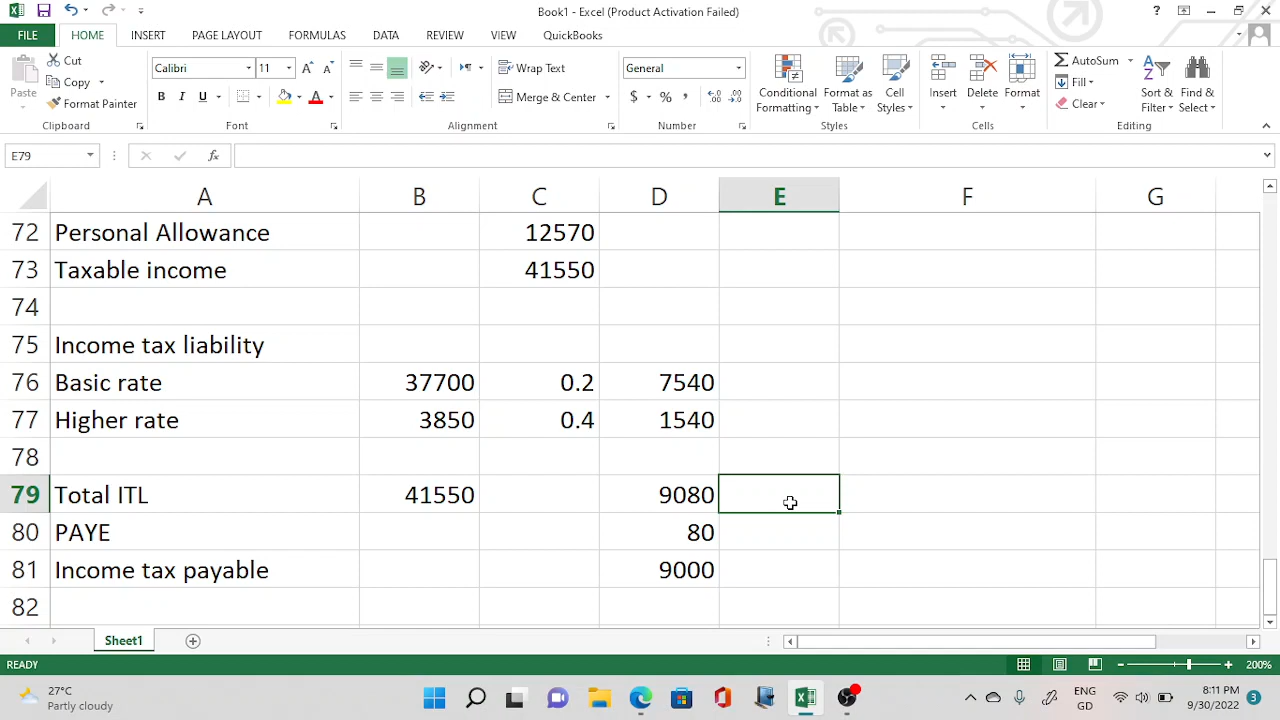 Book1 - Excel (Product Activation Failed)
FILE HOME INSERT PAGE LAYOUT FORMULAS DATA REVIEW VIEW QuickBooks
Paste Cut Copy Format Painter Clipboard
Calibri 11 B I U A Font
Wrap Text Merge & Center Alignment
General $ % , Number
Conditional Formatting Format as Table Cell Styles Styles
Insert Delete Format Cells
AutoSum Fill Clear Sort & Filter Find & Select Editing
E79 fx
A B C D E F G
72 Personal Allowance 12570
73 Taxable income 41550
74
75 Income tax liability
76 Basic rate 37700 0.2 7540
77 Higher rate 3850 0.4 1540
78
79 Total ITL 41550 9080
80 PAYE 80
81 Income tax payable 9000
82
Sheet1
READY 200%
27°C
Partly cloudy
ENG
GD
8:11 PM
9/30/2022
3